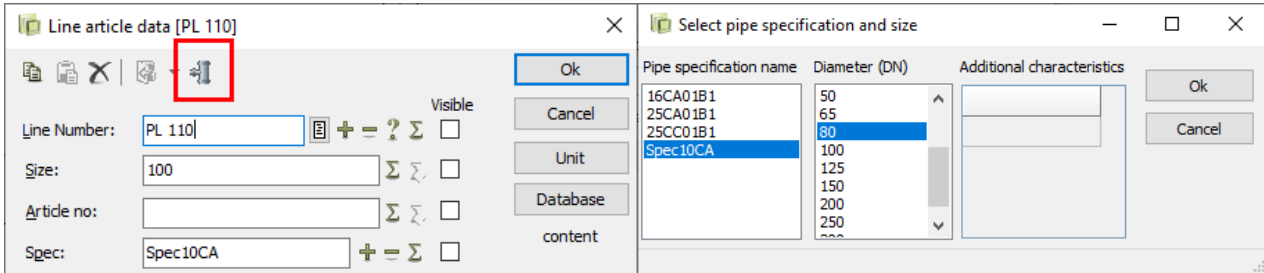 Line article data [PL 110]
Ok
Visible
Cancel
Line Number:
PL 110
Unit
Size:
100
Database
Article no:
content
Spec:
Spec10CA
Select pipe specification and size
Pipe specification name
Diameter (DN)
Additional characteristics
16CA01B1
25CA01B1
25CC01B1
Spec10CA
50
65
80
100
125
150
200
250
Ok
Cancel